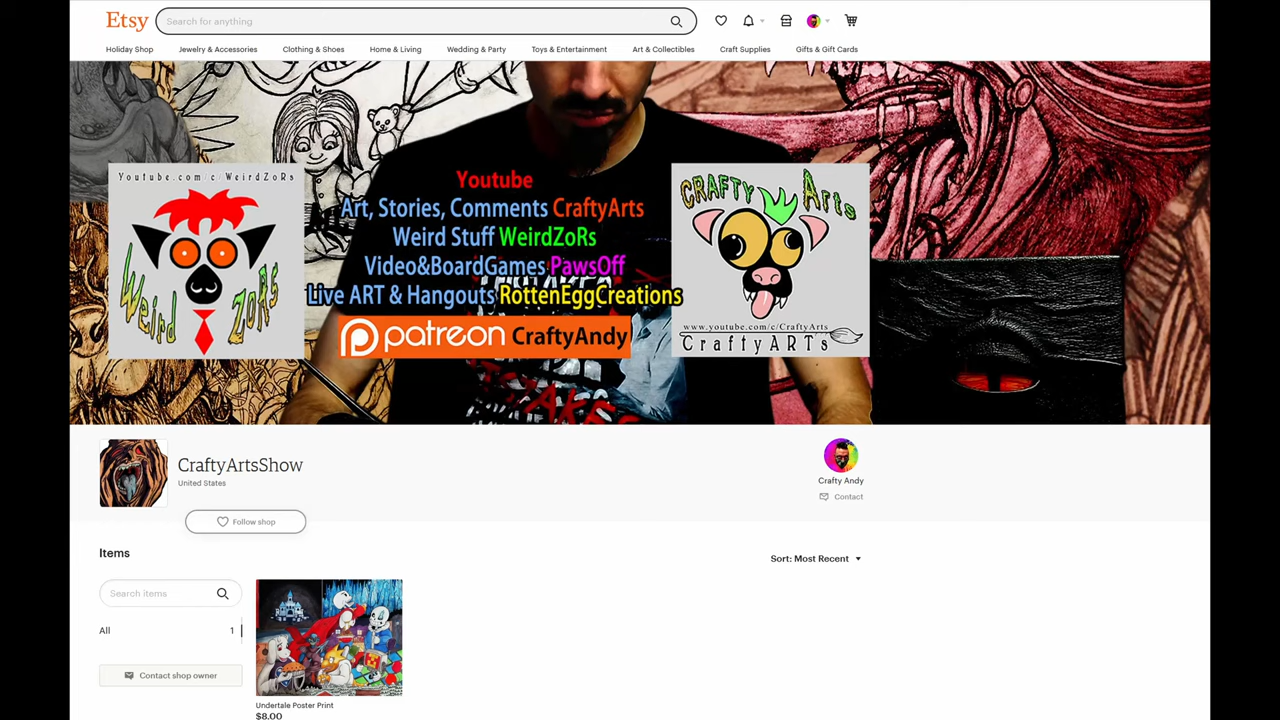 Etsy
Search for anything
Holiday Shop Jewelry & Accessories Clothing & Shoes Home & Living Wedding & Party Toys & Entertainment Art & Collectibles Craft Supplies Gifts & Gift Cards
Youtube.com/c/WeirdZoRs
Weird ZORs
Youtube
Art, Stories, Comments CraftyArts
Weird Stuff WeirdZoRs
Video&BoardGames PawsOff
Live ART & Hangouts RottenEggCreations
patreon CraftyAndy
CRAFTY Arts
www.youtube.com/c/CraftyArts
CraftyARTs
CraftyArtsShow
United States
Follow shop
Crafty Andy
Contact
Items
Sort: Most Recent
Search items
All 1
Contact shop owner
Undertale Poster Print
$8.00